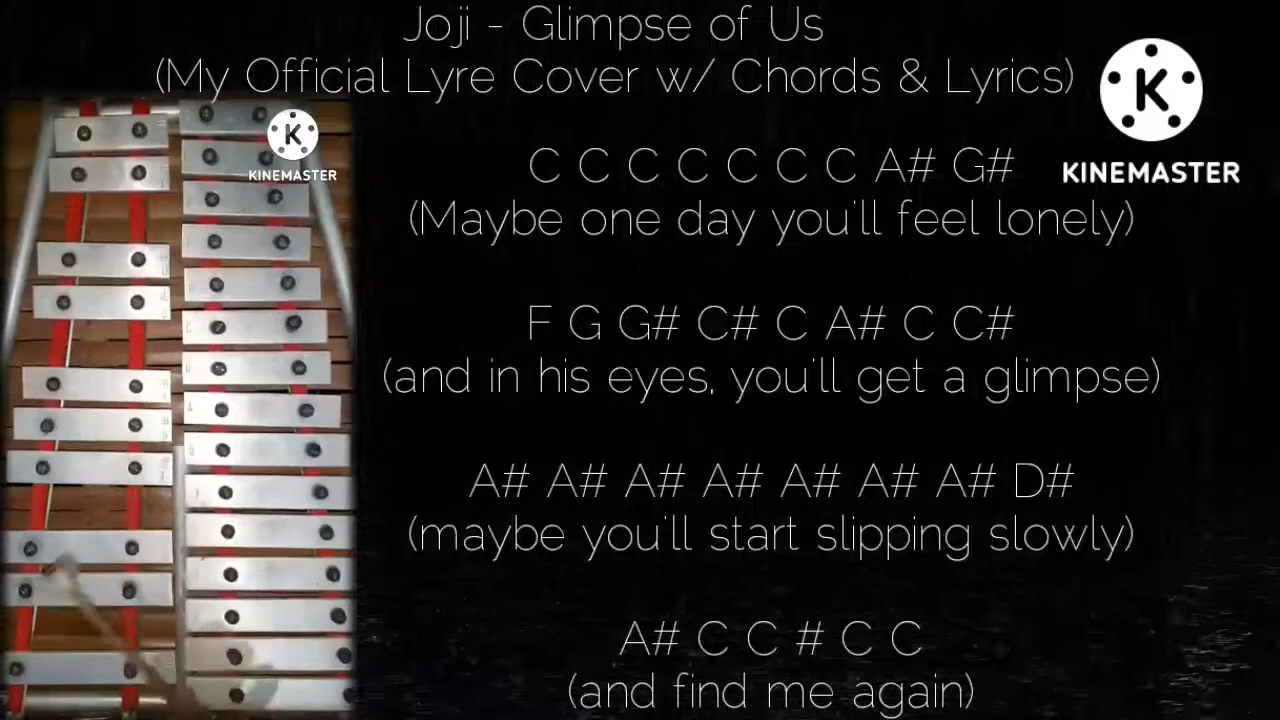 Joji - Glimpse of Us
(My Official Lyre Cover w/ Chords & Lyrics)
KINEMASTER
KINEMASTER
C C C C C C C A# G#
(Maybe one day you'll feel lonely)
F G G# C# C A# C C#
(and in his eyes, you'll get a glimpse)
A# A# A# A# A# A# A# D#
(maybe you'll start slipping slowly)
A# C C # C C
(and find me again)